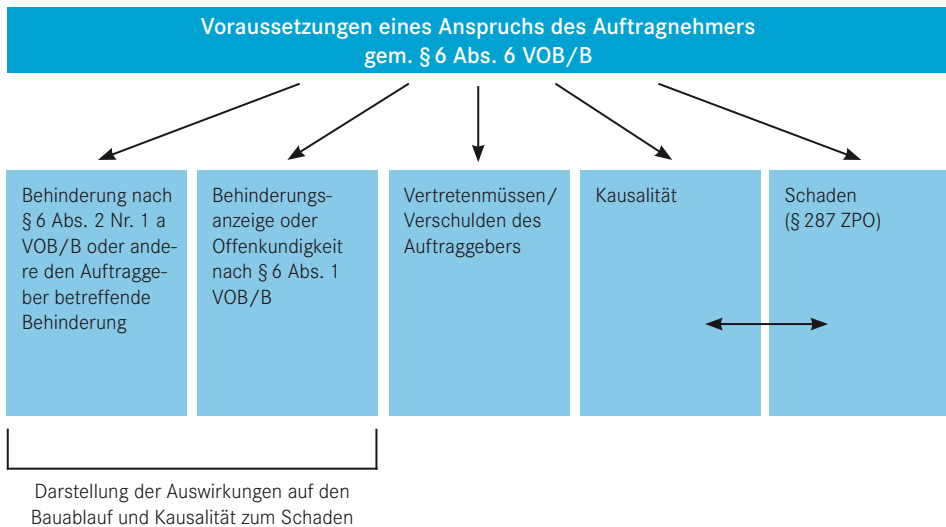 Voraussetzungen eines Anspruchs des Auftragnehmers
gem. § 6 Abs. 6 VOB/B
Behinderung nach
§ 6 Abs. 2 Nr. 1 a
VOB/B oder ande-
re den Auftragge-
ber betreffende
Behinderung
Behinderungs-
anzeige oder
Offenkundigkeit
nach § 6 Abs. 1
VOB/B
Vertretenmüssen/
Verschulden des
Auftraggebers
Kausalität
Schaden
(§ 287 ZPO)
Darstellung der Auswirkungen auf den
Bauablauf und Kausalität zum Schaden